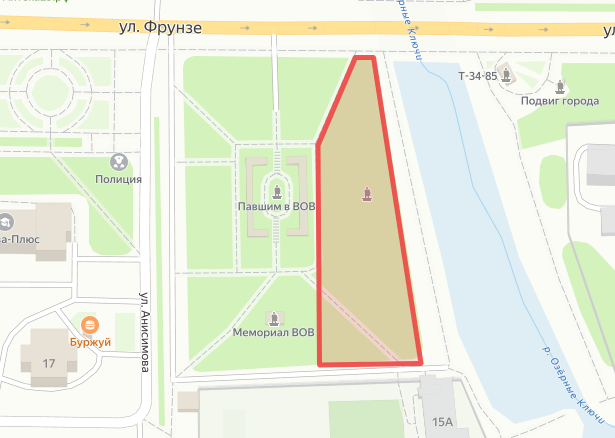 ул. Фрунзе
Озёрные Ключи
Т-34-85
Подвиг города
Полиция
Павшим в ВОВ
ва-Плюс
ул. Анисимова
Мемориал ВОВ
Буржуй
17
р. Озёрные Ключи
15А